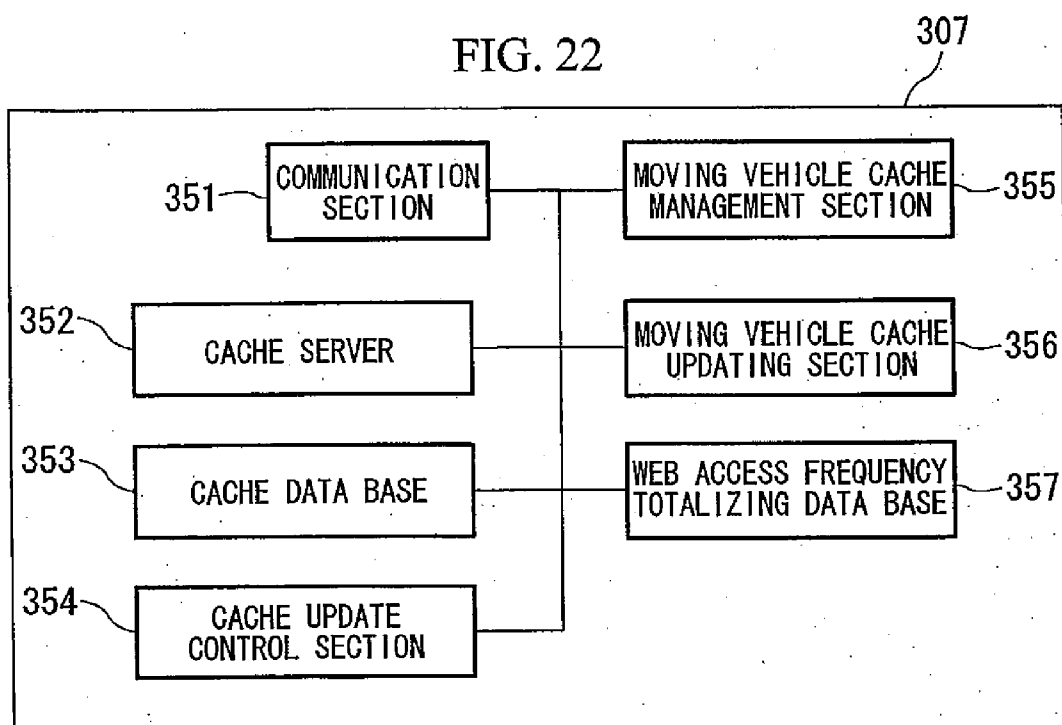 FIG. 22
307
351
COMMUNICATION
SECTION
MOVING VEHICLE CACHE
MANAGEMENT SECTION
355
352
CACHE SERVER
MOVING VEHICLE CACHE
UPDATING SECTION
356
353
CACHE DATA BASE
WEB ACCESS FREQUENCY
TOTALIZING DATA BASE
357
354
CACHE UPDATE
CONTROL SECTION